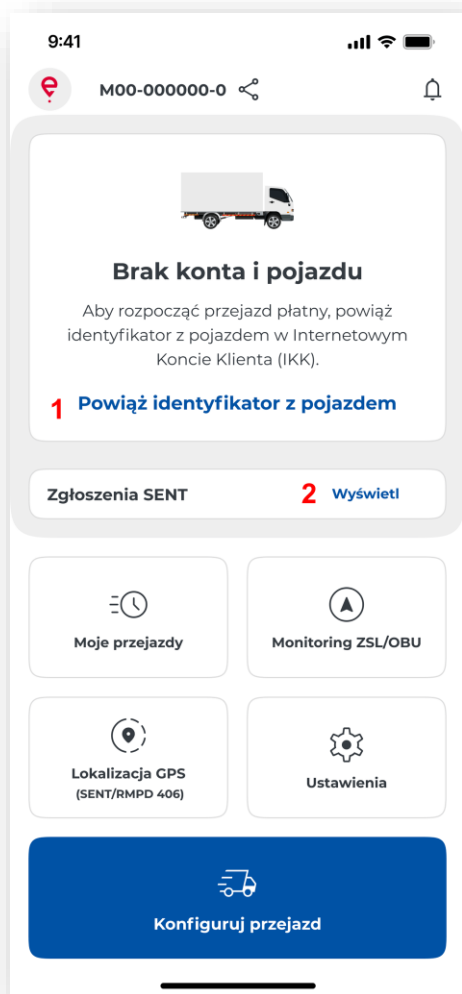 9:41
M00-000000-0
Brak konta i pojazdu
Aby rozpocząć przejazd płatny, powiąż
identyfikator z pojazdem w Internetowym
Koncie Klienta (IKK).
1 Powiąż identyfikator z pojazdem
Zgłoszenia SENT 2 Wyświetl
Moje przejazdy
Monitoring ZSL/OBU
Lokalizacja GPS
(SENT/RMPD 406)
Ustawienia
Konfiguruj przejazd